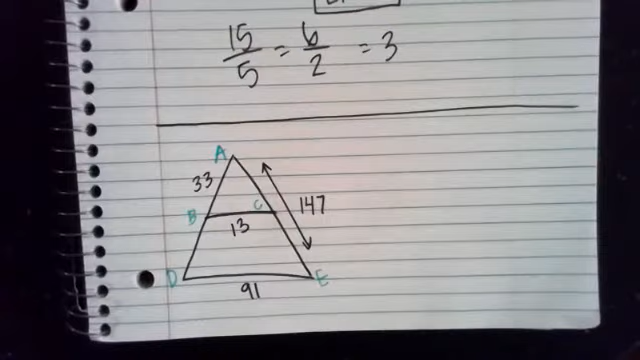 15/5 = 6/2 = 3
A
33
B
C
147
13
D
E
91